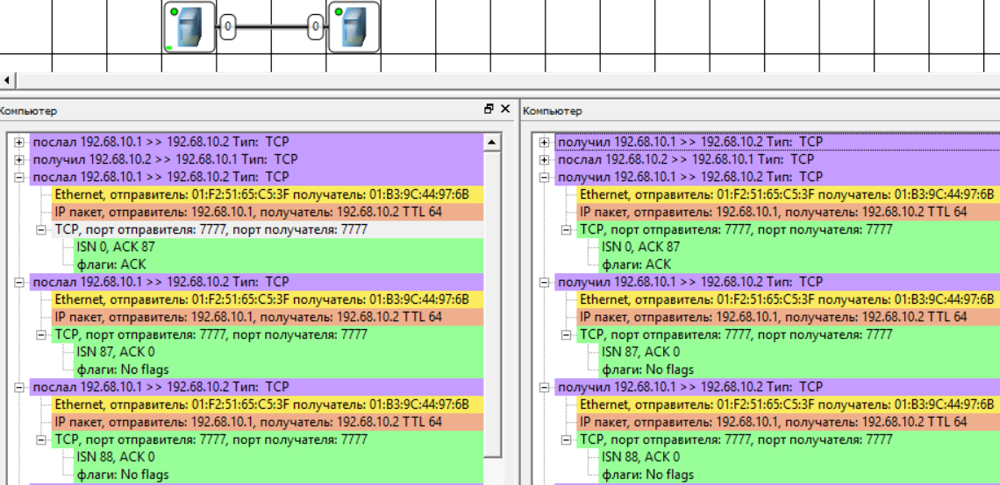 0 0
Компьютер
послал 192.68.10.1 >> 192.68.10.2 Тип: TCP
получил 192.68.10.2 >> 192.68.10.1 Тип: TCP
послал 192.68.10.1 >> 192.68.10.2 Тип: TCP
Ethernet, отправитель: 01:F2:51:65:C5:3F получатель: 01:B3:9C:44:97:6B
IP пакет, отправитель: 192.68.10.1, получатель: 192.68.10.2 TTL 64
TCP, порт отправителя: 7777, порт получателя: 7777
ISN 0, ACK 87
флаги: ACK
послал 192.68.10.1 >> 192.68.10.2 Тип: TCP
Ethernet, отправитель: 01:F2:51:65:C5:3F получатель: 01:B3:9C:44:97:6B
IP пакет, отправитель: 192.68.10.1, получатель: 192.68.10.2 TTL 64
TCP, порт отправителя: 7777, порт получателя: 7777
ISN 87, ACK 0
флаги: No flags
послал 192.68.10.1 >> 192.68.10.2 Тип: TCP
Ethernet, отправитель: 01:F2:51:65:C5:3F получатель: 01:B3:9C:44:97:6B
IP пакет, отправитель: 192.68.10.1, получатель: 192.68.10.2 TTL 64
TCP, порт отправителя: 7777, порт получателя: 7777
ISN 88, ACK 0
флаги: No flags
Компьютер
получил 192.68.10.1 >> 192.68.10.2 Тип: TCP
послал 192.68.10.2 >> 192.68.10.1 Тип: TCP
получил 192.68.10.1 >> 192.68.10.2 Тип: TCP
Ethernet, отправитель: 01:F2:51:65:C5:3F получатель: 01:B3:9C:44:97:6B
IP пакет, отправитель: 192.68.10.1, получатель: 192.68.10.2 TTL 64
TCP, порт отправителя: 7777, порт получателя: 7777
ISN 0, ACK 87
флаги: ACK
получил 192.68.10.1 >> 192.68.10.2 Тип: TCP
Ethernet, отправитель: 01:F2:51:65:C5:3F получатель: 01:B3:9C:44:97:6B
IP пакет, отправитель: 192.68.10.1, получатель: 192.68.10.2 TTL 64
TCP, порт отправителя: 7777, порт получателя: 7777
ISN 87, ACK 0
флаги: No flags
получил 192.68.10.1 >> 192.68.10.2 Тип: TCP
Ethernet, отправитель: 01:F2:51:65:C5:3F получатель: 01:B3:9C:44:97:6B
IP пакет, отправитель: 192.68.10.1, получатель: 192.68.10.2 TTL 64
TCP, порт отправителя: 7777, порт получателя: 7777
ISN 88, ACK 0
флаги: No flags